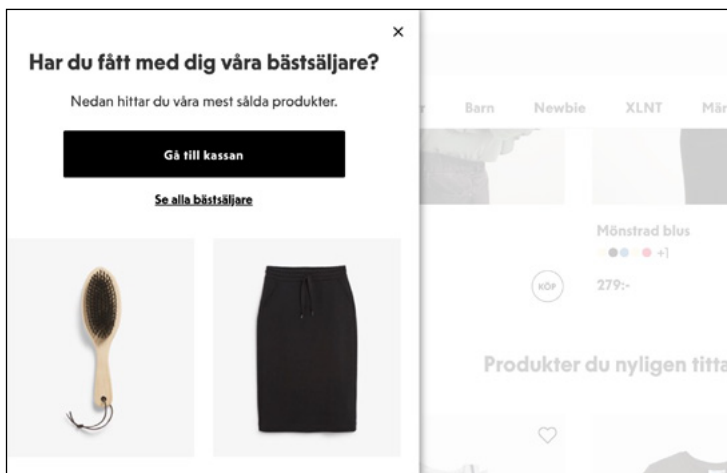 Har du fått med dig våra bästsäljare?
Nedan hittar du våra mest sålda produkter.
Gå till kassan
Se alla bästsäljare
r Barn Newbie XLNT Mär
Mönstrad blus
+1
KÖP 279:-
Produkter du nyligen titta